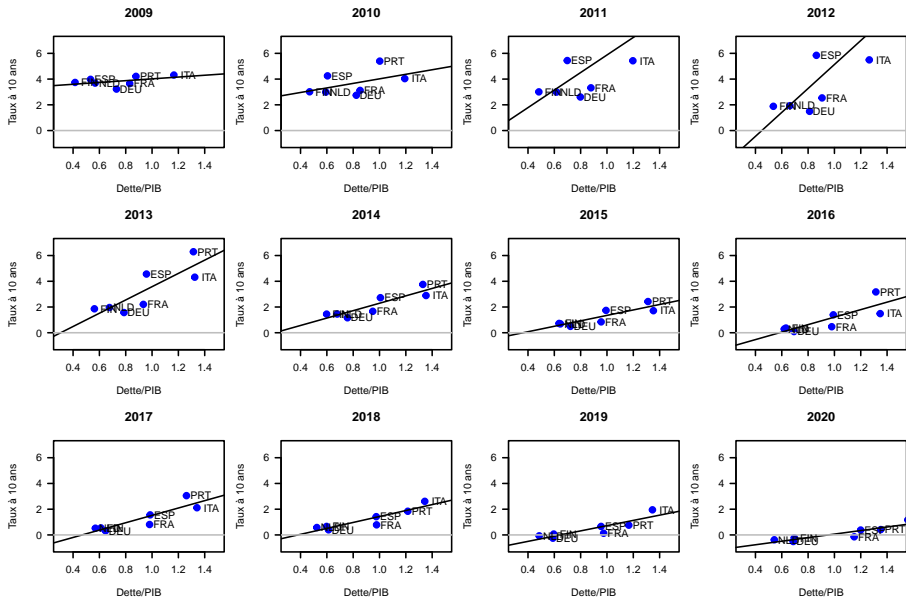 2009
2010
2011
2012
Taux à 10 ans
6
4
2
0
FIN
ESP
NLD
DEU
FRA
PRT
ITA
0.4 0.6 0.8 1.0 1.2 1.4
Dette/PIB
Taux à 10 ans
6
4
2
0
NLD
ESP
DEU
FRA
PRT
ITA
0.4 0.6 0.8 1.0 1.2 1.4
Dette/PIB
Taux à 10 ans
6
4
2
0
ESP
NLD
DEU
FRA
ITA
0.4 0.6 0.8 1.0 1.2 1.4
Dette/PIB
Taux à 10 ans
6
4
2
0
ESP
NLD
DEU
FRA
ITA
0.4 0.6 0.8 1.0 1.2 1.4
Dette/PIB
2013
2014
2015
2016
Taux à 10 ans
6
4
2
0
NLD
DEU
FRA
ESP
PRT
ITA
0.4 0.6 0.8 1.0 1.2 1.4
Dette/PIB
Taux à 10 ans
6
4
2
0
DEU
FRA
ESP
PRT
ITA
0.4 0.6 0.8 1.0 1.2 1.4
Dette/PIB
Taux à 10 ans
6
4
2
0
DEU
FRA
ESP
PRT
ITA
0.4 0.6 0.8 1.0 1.2 1.4
Dette/PIB
Taux à 10 ans
6
4
2
0
FIN
DEU
FRA
ESP
PRT
ITA
0.4 0.6 0.8 1.0 1.2 1.4
Dette/PIB
2017
2018
2019
2020
Taux à 10 ans
6
4
2
0
FIN
DEU
FRA
ESP
PRT
ITA
0.4 0.6 0.8 1.0 1.2 1.4
Dette/PIB
Taux à 10 ans
6
4
2
0
FIN
DEU
FRA
ESP
PRT
ITA
0.4 0.6 0.8 1.0 1.2 1.4
Dette/PIB
Taux à 10 ans
6
4
2
0
FIN
DEU
FRA
ESP
PRT
ITA
0.4 0.6 0.8 1.0 1.2 1.4
Dette/PIB
Taux à 10 ans
6
4
2
0
NLD
FIN
DEU
FRA
ESP
PRT
0.4 0.6 0.8 1.0 1.2 1.4
Dette/PIB